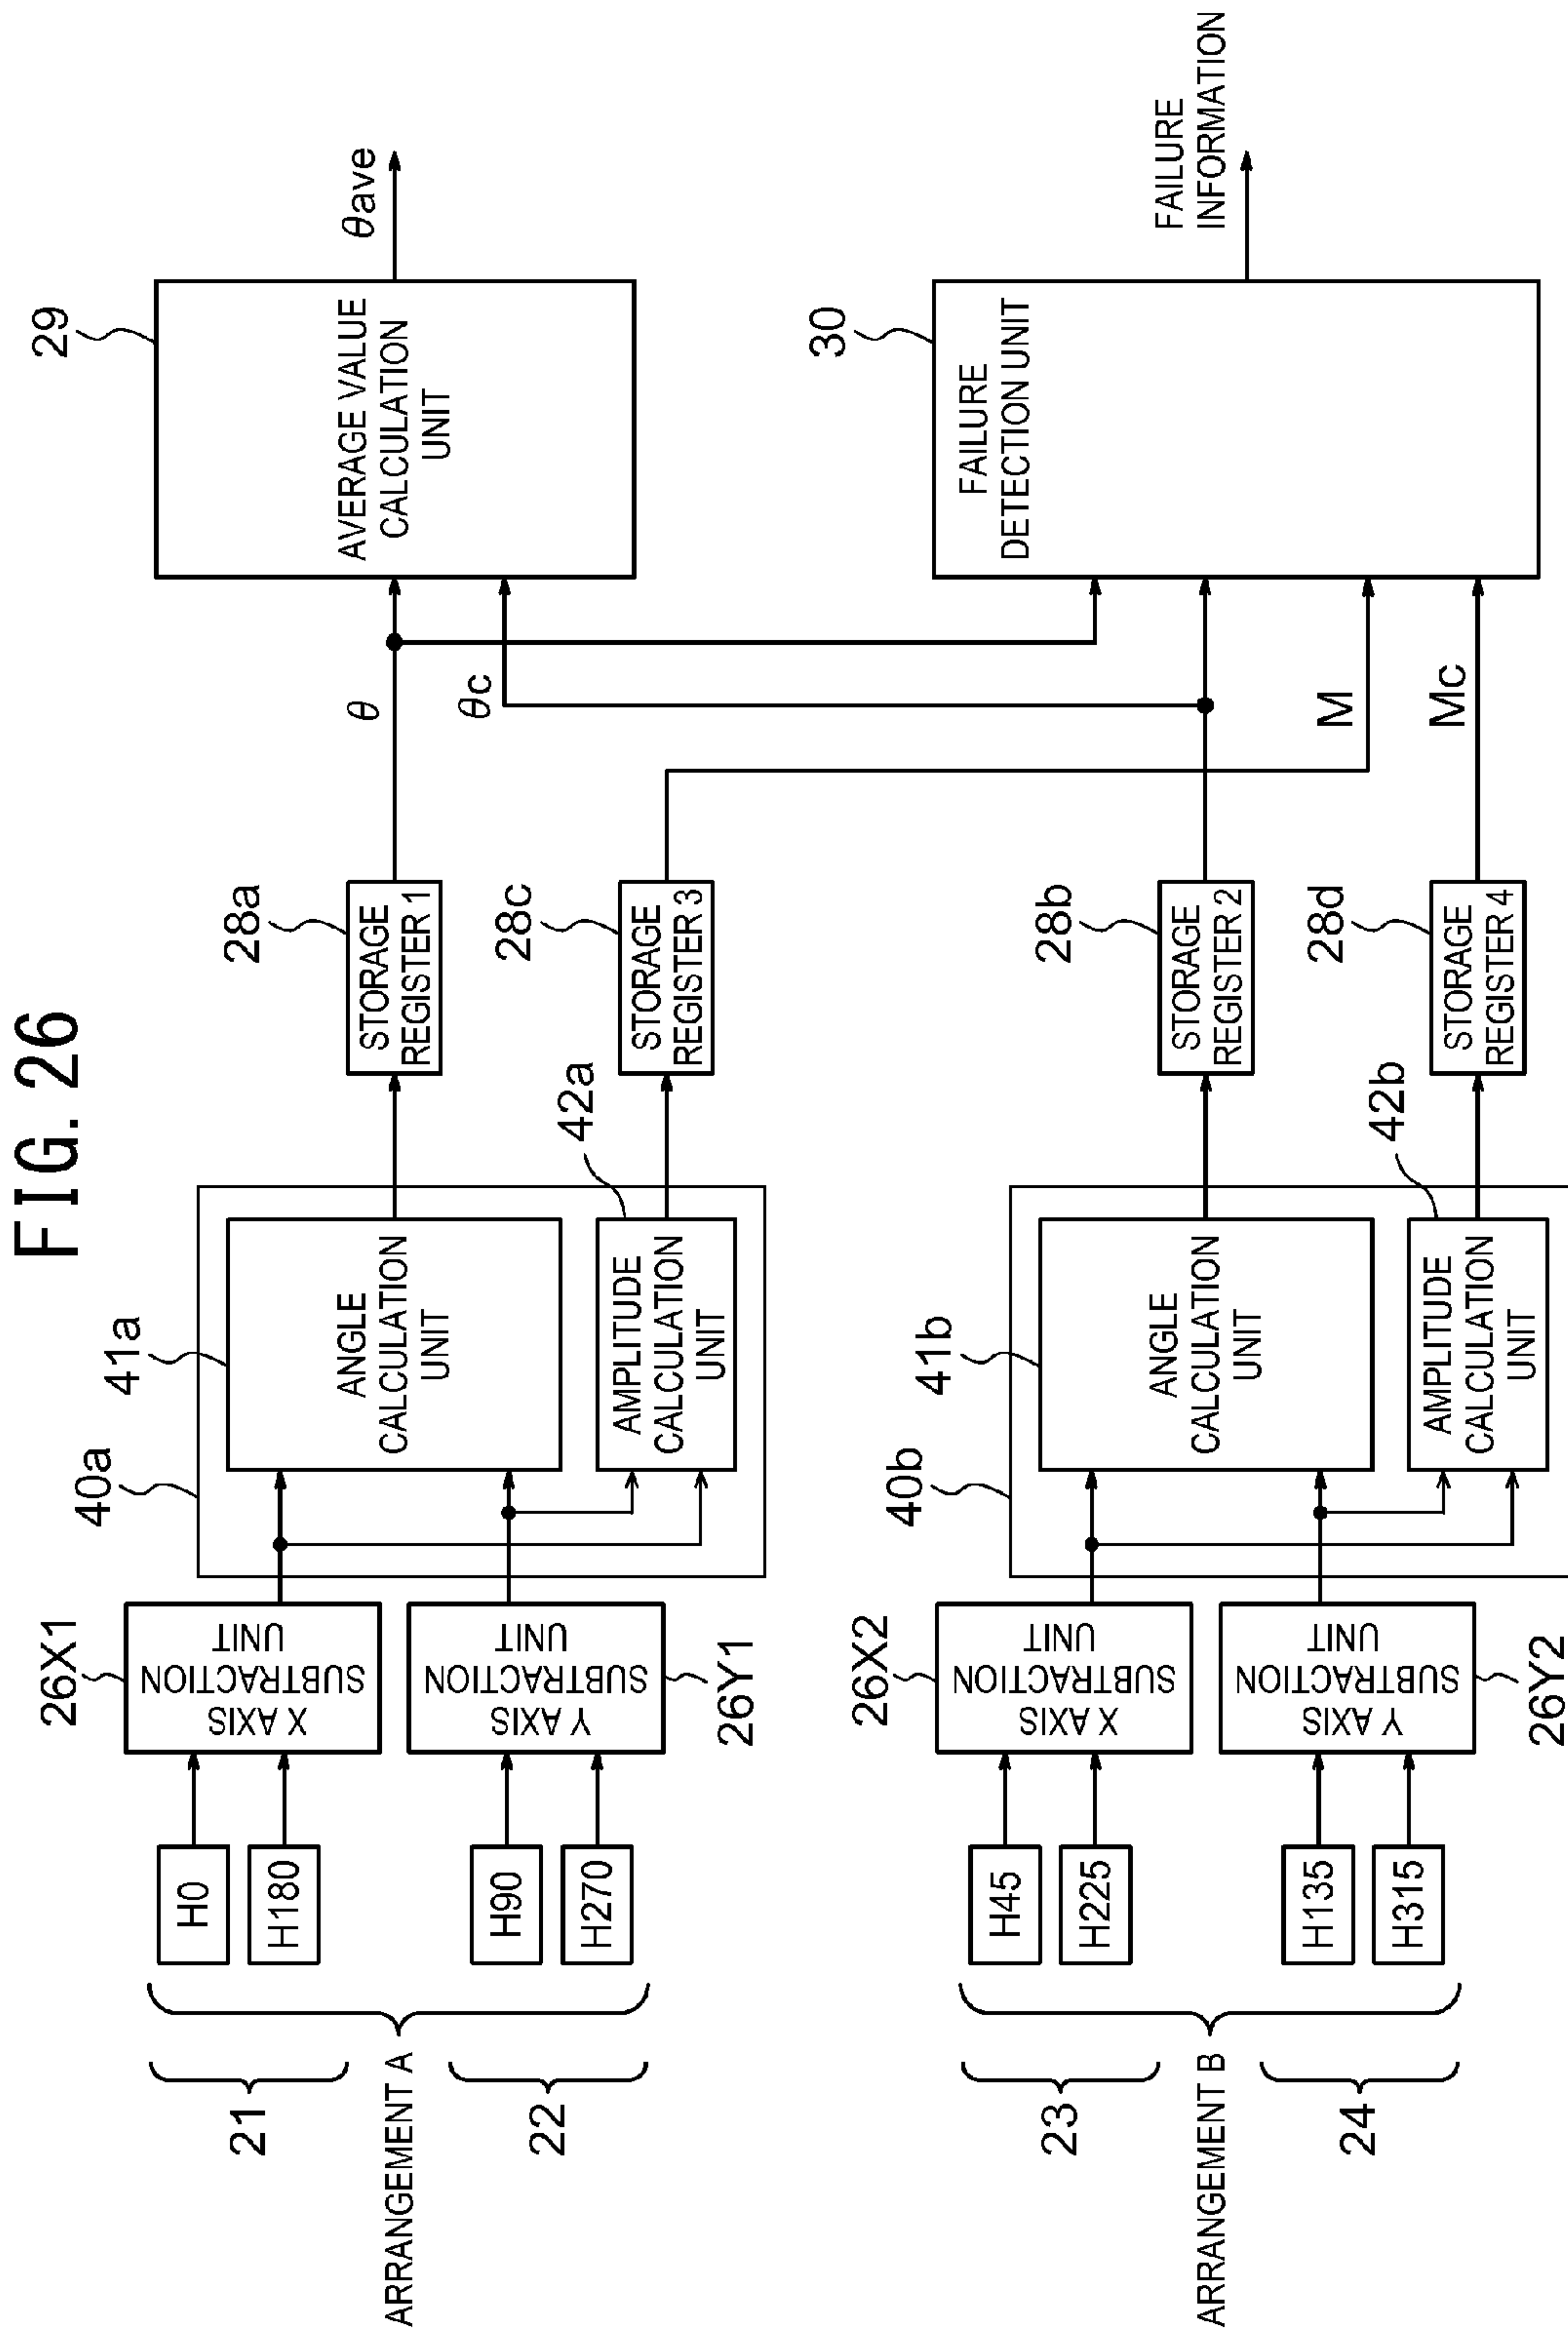 FIG. 26
ARRANGEMENT A
21
22
H0
H180
H90
H270
26X1
X AXIS
SUBTRACTION
UNIT
Y AXIS
SUBTRACTION
UNIT
26Y1
40a
41a
ANGLE
CALCULATION
UNIT
42a
AMPLITUDE
CALCULATION
UNIT
28a
STORAGE
REGISTER 1
28c
STORAGE
REGISTER 3
θ
θc
29
AVERAGE VALUE
CALCULATION
UNIT
θave
ARRANGEMENT B
23
24
H45
H225
H135
H315
26X2
X AXIS
SUBTRACTION
UNIT
Y AXIS
SUBTRACTION
UNIT
26Y2
40b
41b
ANGLE
CALCULATION
UNIT
42b
AMPLITUDE
CALCULATION
UNIT
28b
STORAGE
REGISTER 2
28d
STORAGE
REGISTER 4
M
Mc
30
FAILURE
DETECTION UNIT
FAILURE
INFORMATION